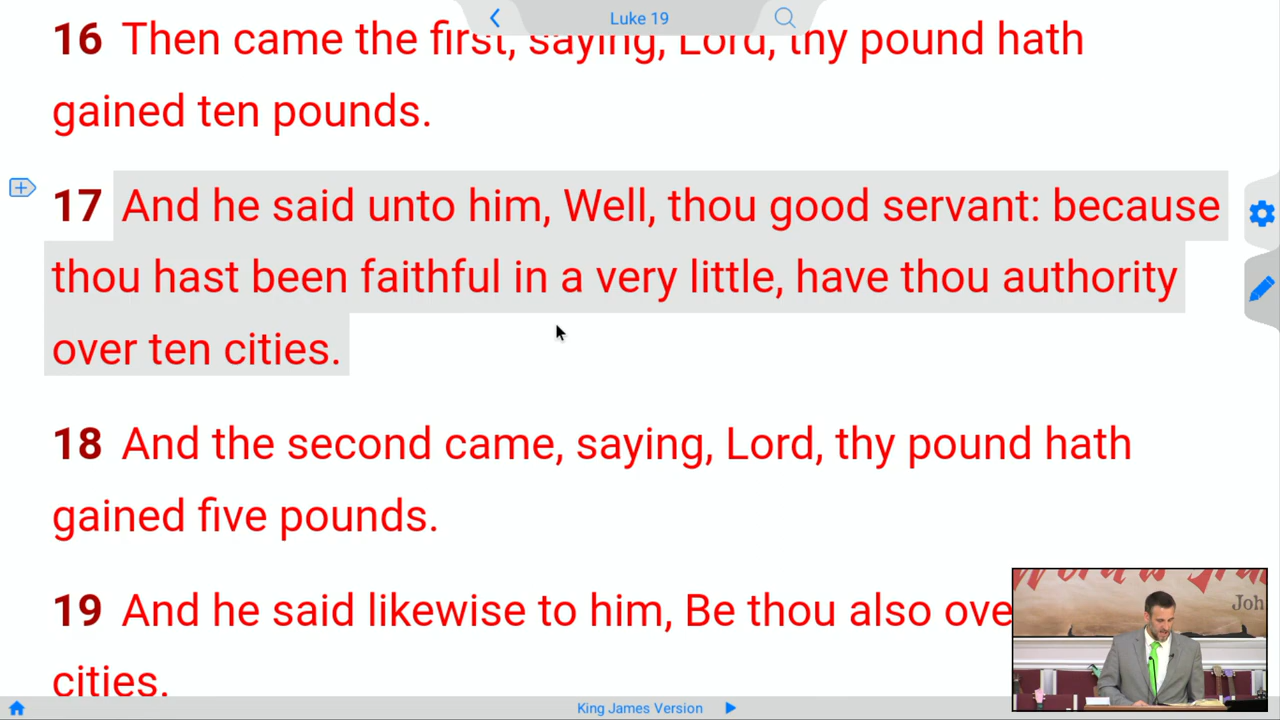 Luke 19
16 Then came the first, saying, Lord, thy pound hath
gained ten pounds.
17 And he said unto him, Well, thou good servant: because
thou hast been faithful in a very little, have thou authority
over ten cities.
18 And the second came, saying, Lord, thy pound hath
gained five pounds.
19 And he said likewise to him, Be thou also ove
cities.
Word is
Joh
King James Version